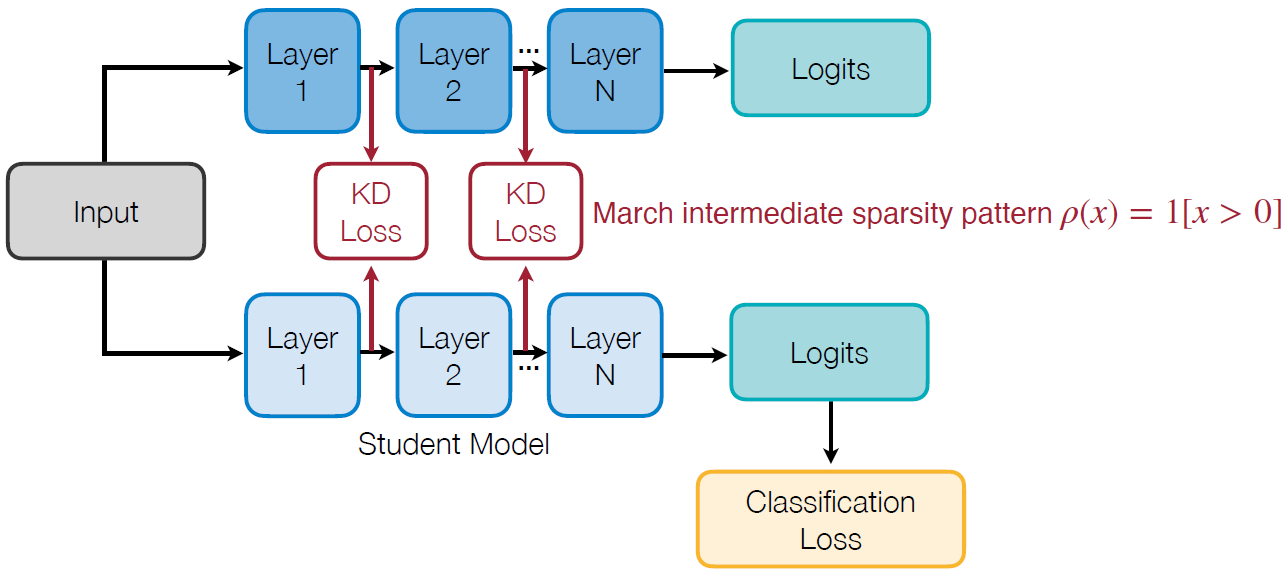 Layer
1
Layer
2
...
Layer
N
Logits
Input
KD
Loss
KD
Loss
March intermediate sparsity pattern ρ(x) = 1[x > 0]
Layer
1
Layer
2
...
Layer
N
Logits
Student Model
Classification
Loss